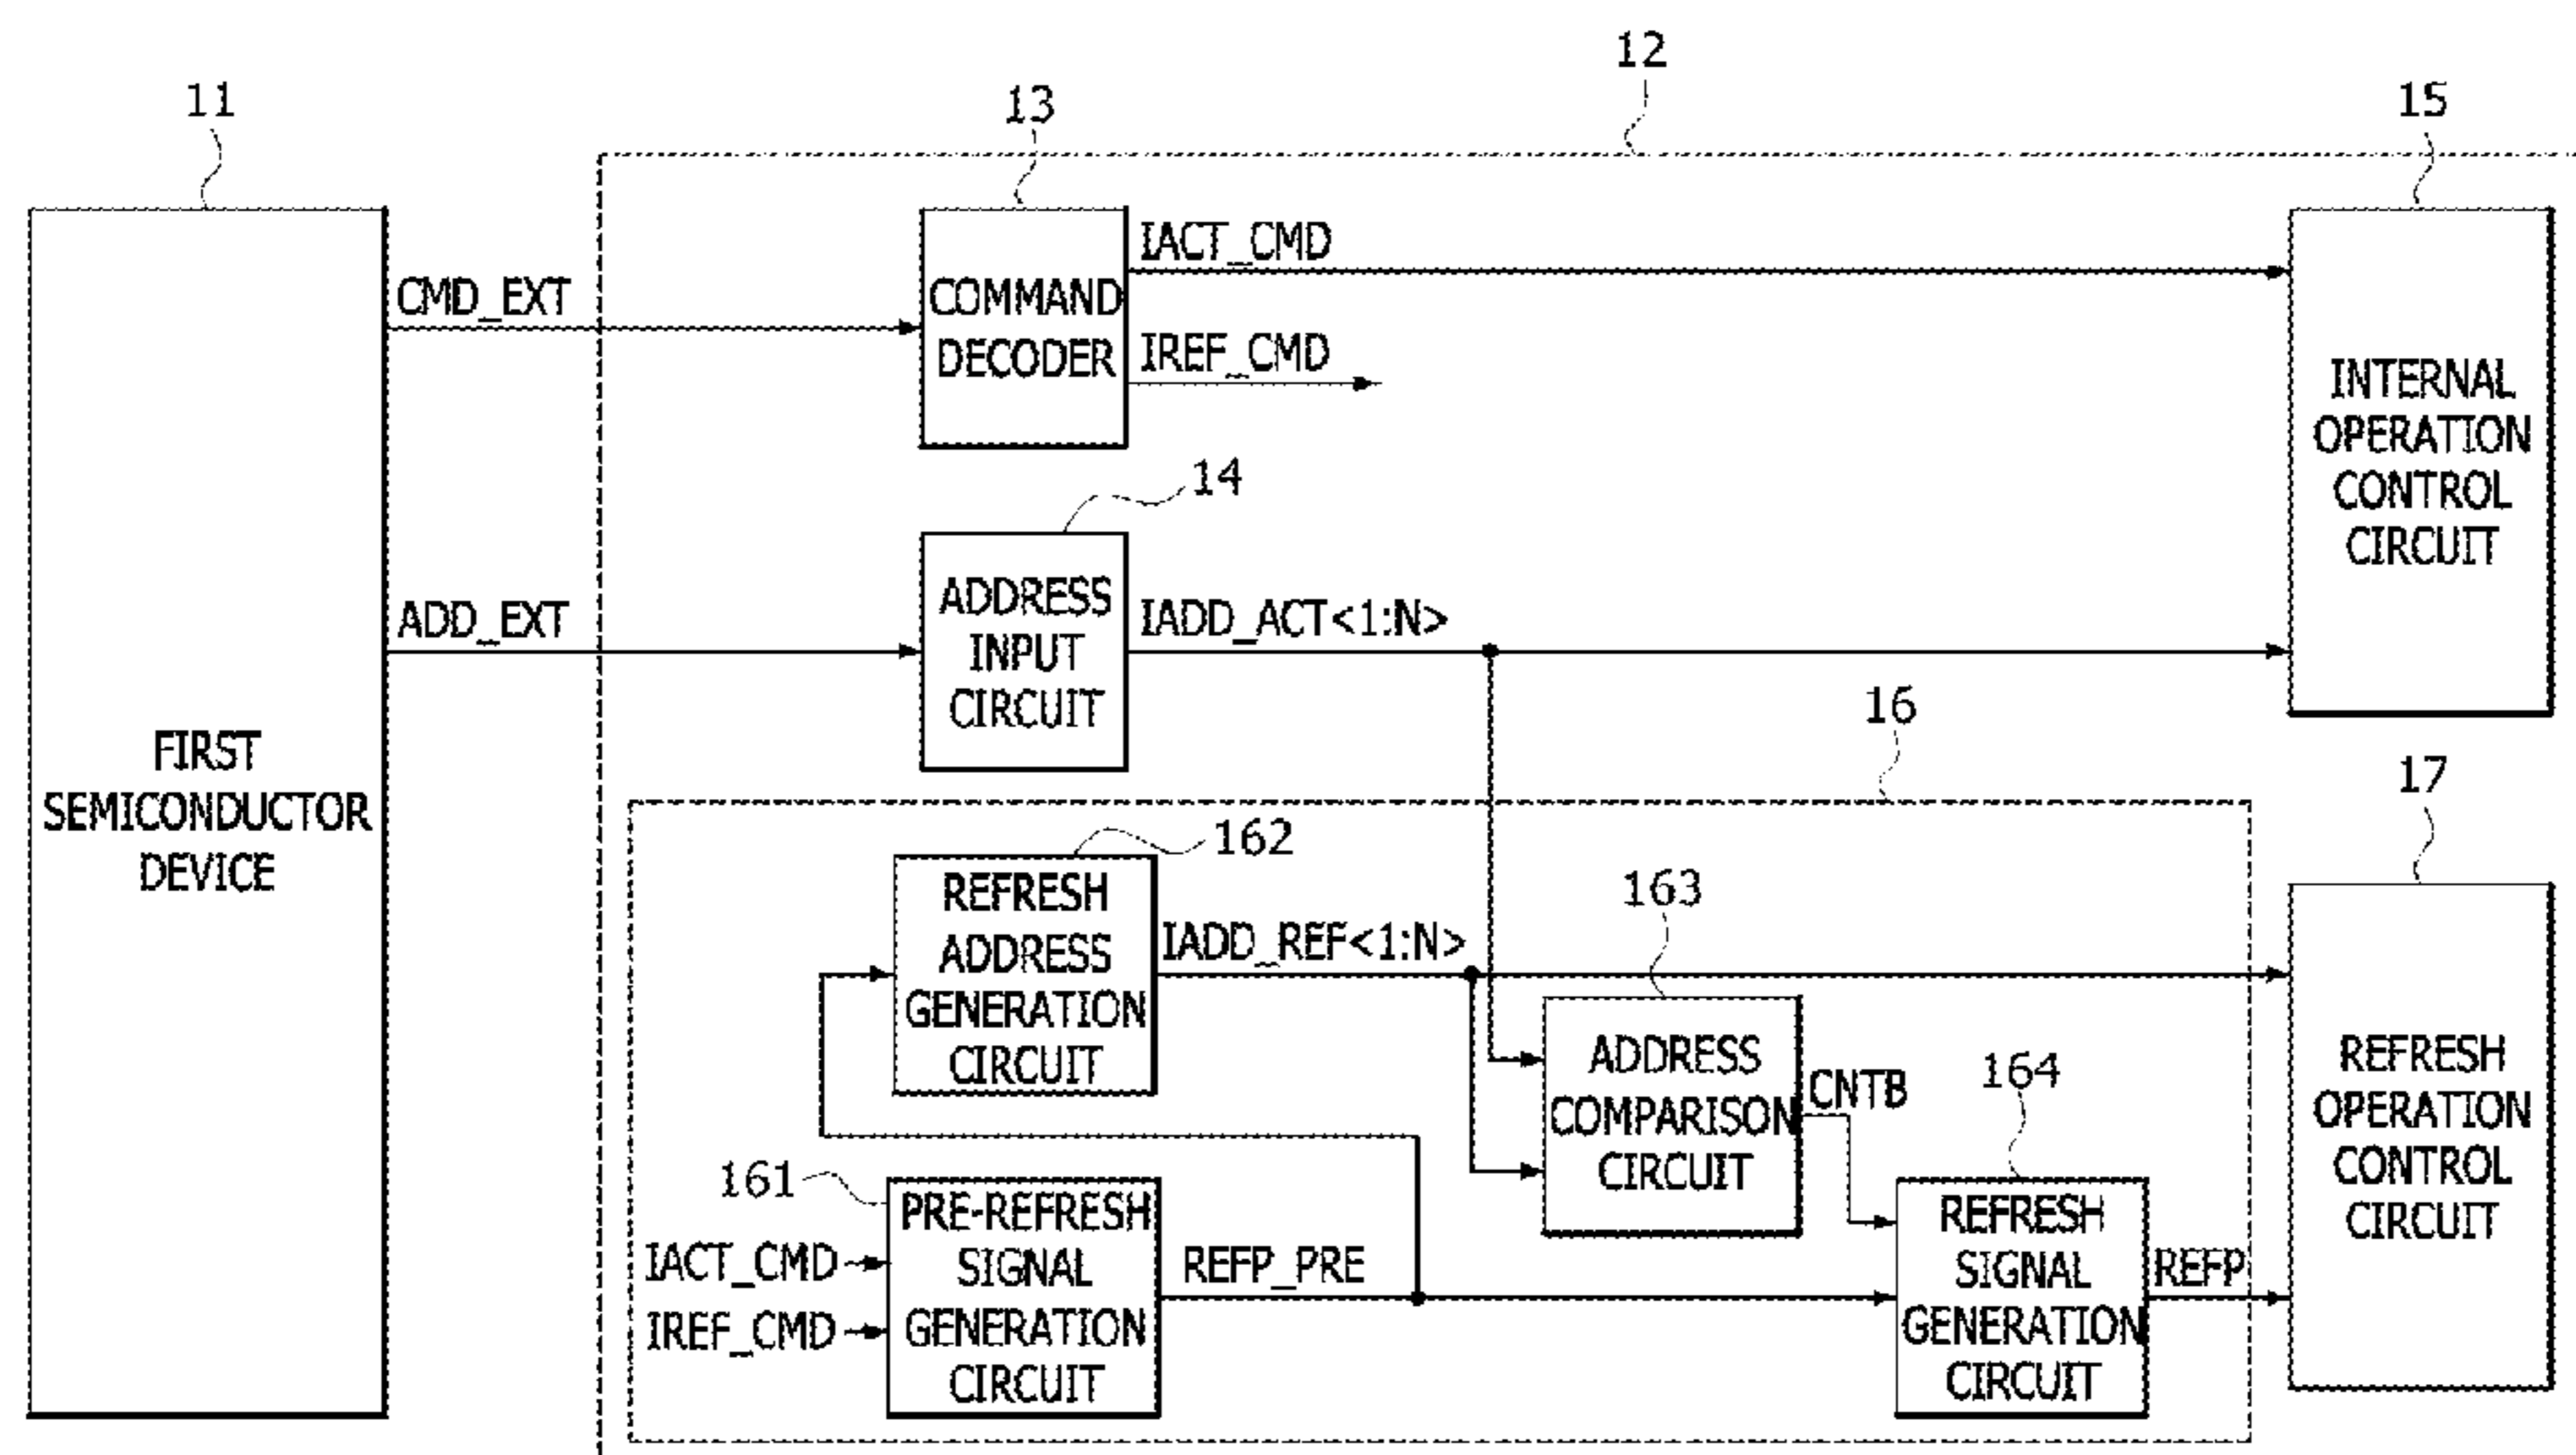 12
11
13
15
IACT_CMD
CMD_EXT
COMMAND
DECODER
IREF_CMD
INTERNAL
OPERATION
CONTROL
CIRCUIT
14
ADD_EXT
ADDRESS
INPUT
CIRCUIT
IADD_ACT<1:N>
16
FIRST
SEMICONDUCTOR
DEVICE
17
162
REFRESH
ADDRESS
GENERATION
CIRCUIT
IADD_REF<1:N>
163
ADDRESS
COMPARISON
CIRCUIT
CNTB
164
REFRESH
OPERATION
CONTROL
CIRCUIT
161
PRE-REFRESH
SIGNAL
GENERATION
CIRCUIT
IACT_CMD
IREF_CMD
REFP_PRE
REFRESH
SIGNAL
GENERATION
CIRCUIT
REFP